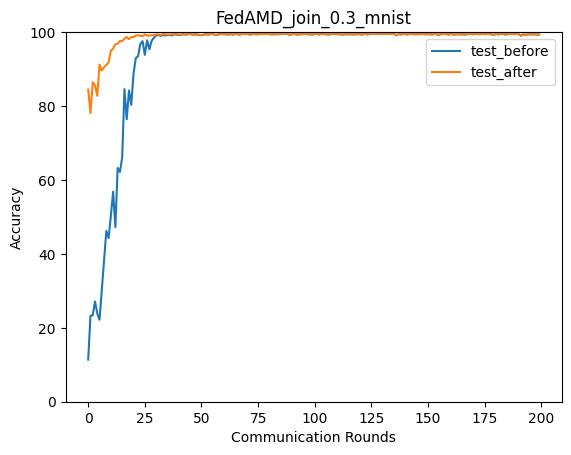 FedAMD_join_0.3_mnist
100
80
60
40
20
0
Accuracy
test_before
test_after
0 25 50 75 100 125 150 175 200
Communication Rounds